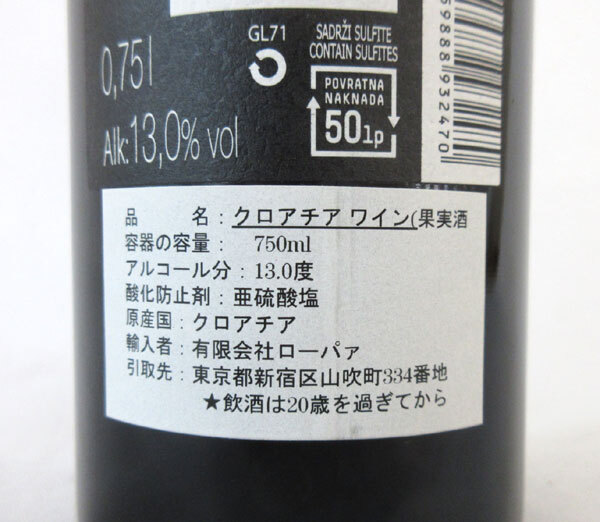 0,75l
Alk:13,0% vol
GL71
SADRŽI SULFITE
CONTAIN SULFITES
POVRATNA
NAKNADA
50lp
59888 932470
品　　　名：クロアチア ワイン(果実酒
容器の容量：　750ml
アルコール分：13.0度
酸化防止剤：亜硫酸塩
原産国：クロアチア
輸入者：有限会社ローパァ
引取先：東京都新宿区山吹町334番地
★飲酒は20歳を過ぎてから